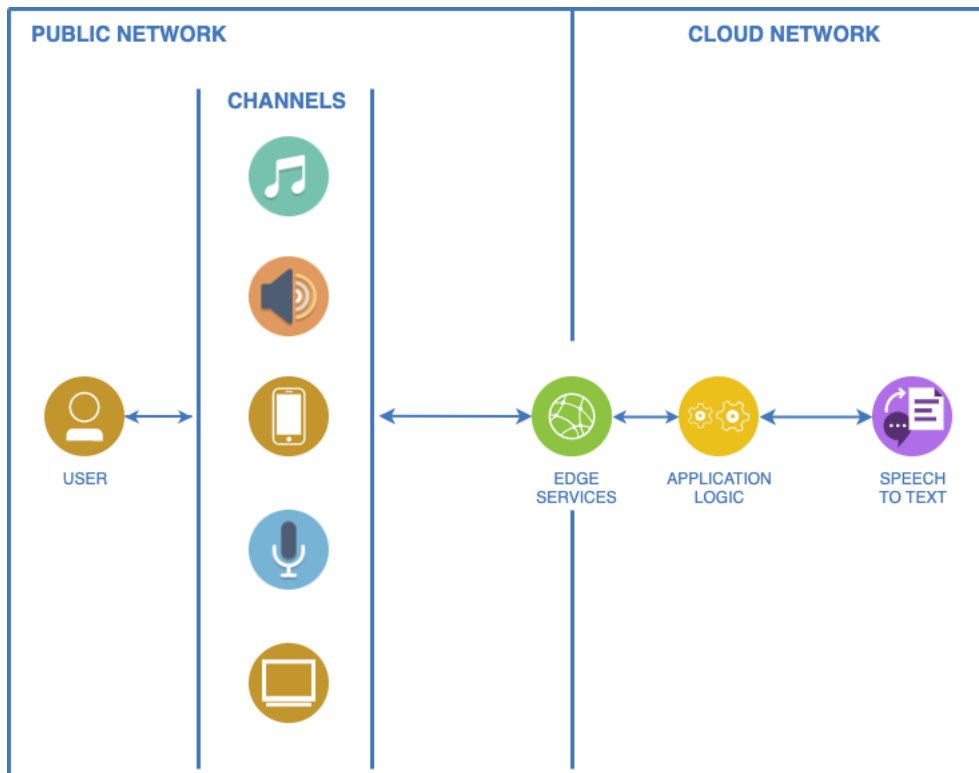 PUBLIC NETWORK
CLOUD NETWORK
CHANNELS
USER
EDGE
SERVICES
APPLICATION
LOGIC
SPEECH
TO TEXT